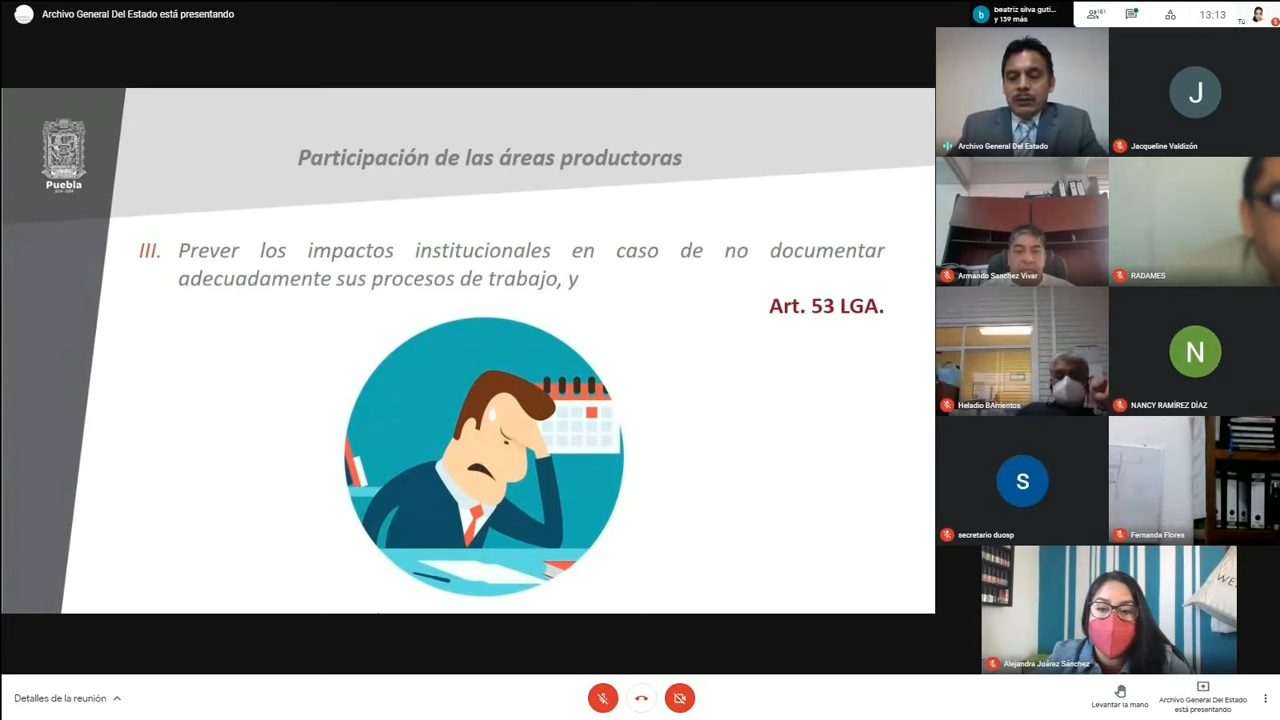 Archivo General Del Estado está presentando
beatriz silva guti...
y 139 más
151
13:13
Tú
Puebla
Participación de las áreas productoras
III. Prever los impactos institucionales en caso de no documentar
adecuadamente sus procesos de trabajo, y
Art. 53 LGA.
Archivo General Del Estado
J
Jacqueline Valdizón
Armando Sanchez Vivar
RADAMES
Heladio BArrientos
N
NANCY RAMÍREZ DÍAZ
s
secretario duosp
Fernanda Flores
Alejandra Juárez Sánchez
Detalles de la reunión
Levantar la mano
Archivo General Del Estado
está presentando